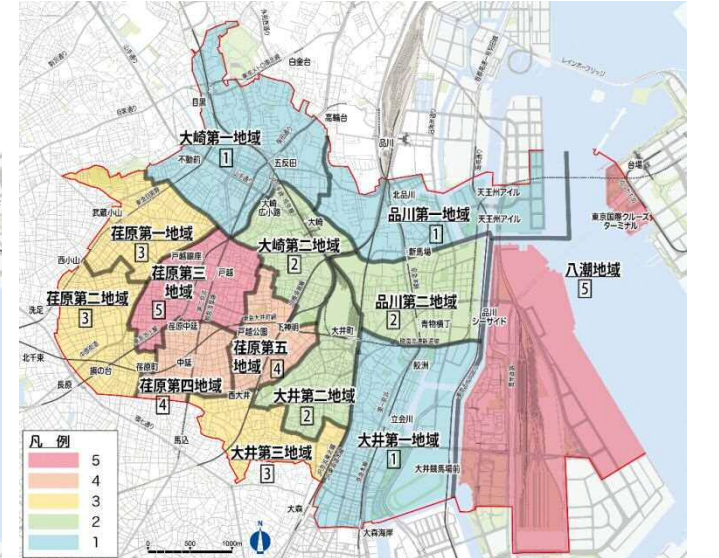 白金台
レインボーブリッジ
目黒
高輪台
大崎第一地域
1
不動前
五反田
品川
台場
北品川
天王州アイル
天王州アイル
東京国際クルーズ
ターミナル
武蔵小山
大崎
広小路
大崎
品川第一地域
1
荏原第一地域
3
戸越銀座
大崎第二地域
2
新馬場
八潮地域
5
西小山
荏原第三
地域
5
戸越
荏原第二地域
3
洗足
品川第二地域
2
品川
シーサイド
荏原中延
戸越公園
下神明
大井町
青物横丁
北千束
旗の台
荏原町
中延
荏原第五
地域
4
鮫洲
長原
荏原第四地域
4
西大井
大井第二地域
2
立会川
大井第一地域
1
馬込
大井第三地域
3
大井競馬場前
大森
大森海岸
凡 例
5
4
3
2
1
0
500
1000m
N